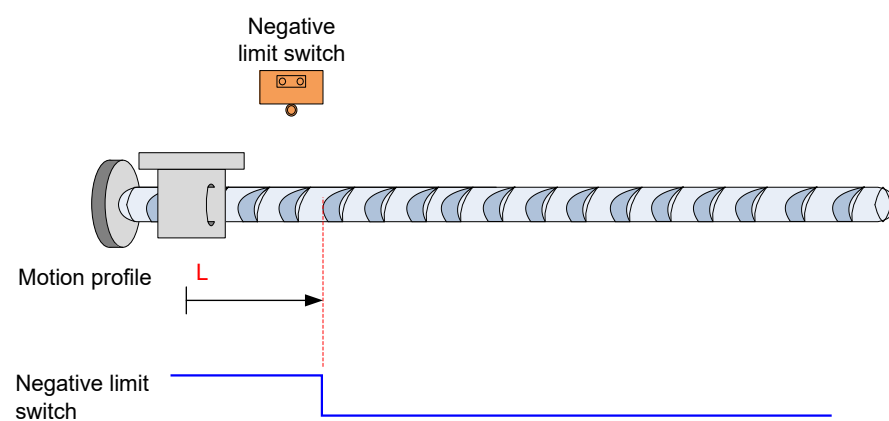 Negative
limit switch
Motion profile
L
Negative limit
switch